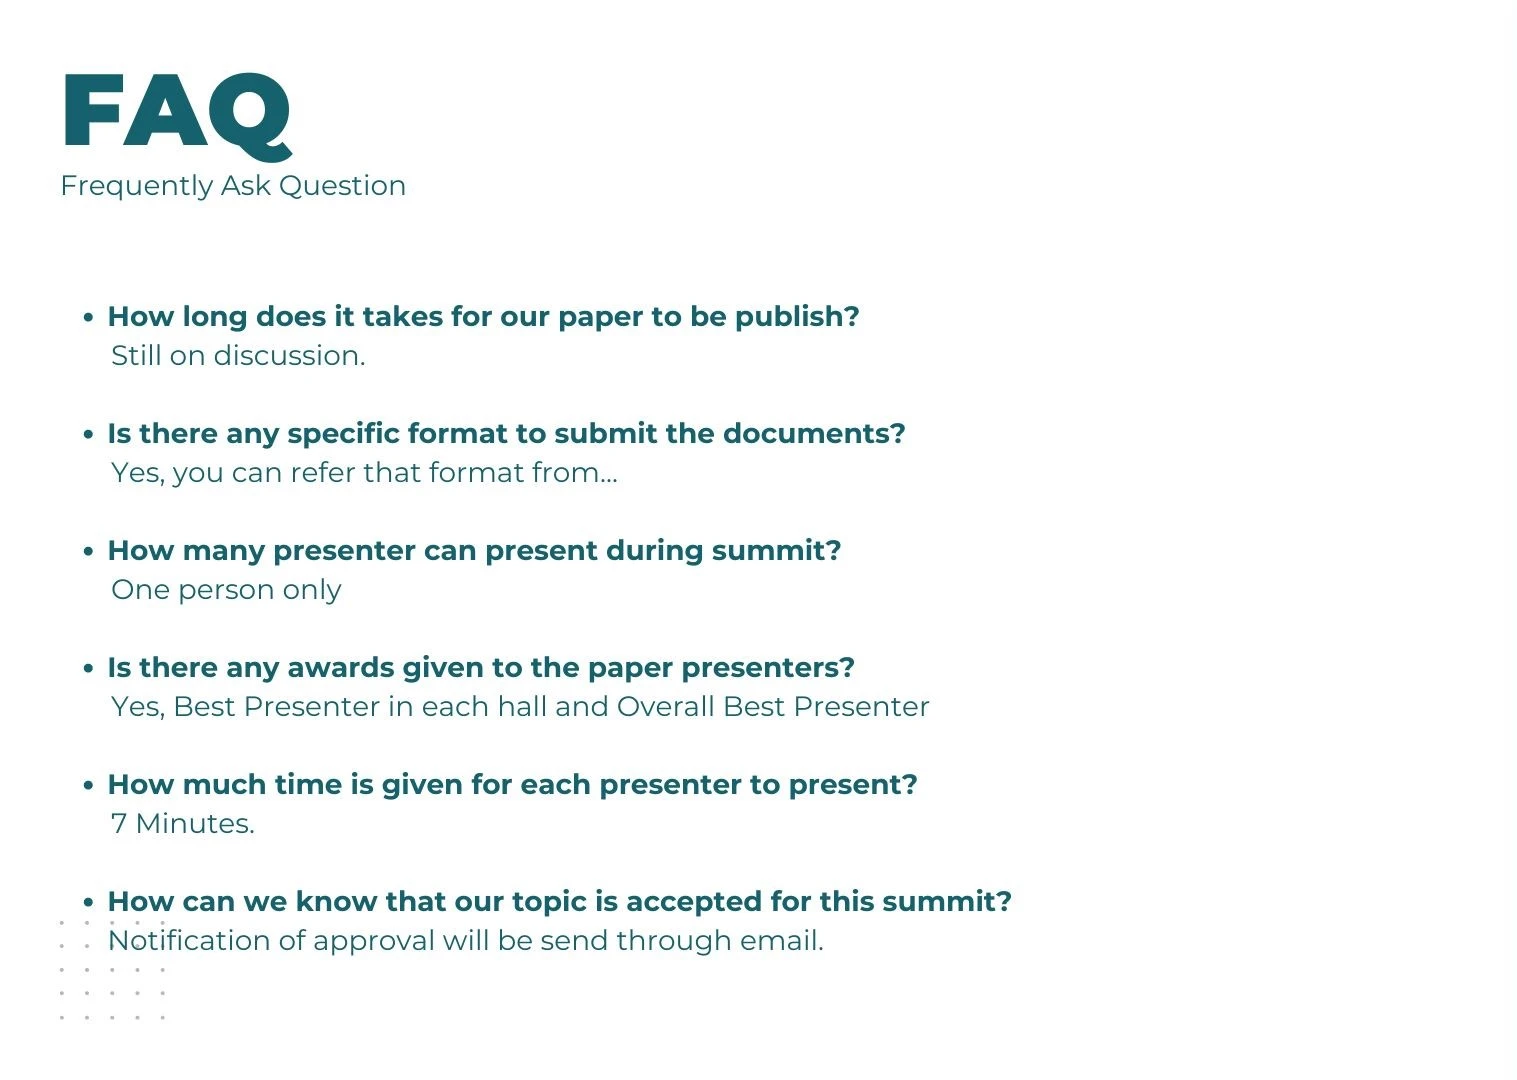 FAQ
Frequently Ask Question
• How long does it takes for our paper to be publish?
Still on discussion.
• Is there any specific format to submit the documents?
Yes, you can refer that format from...
• How many presenter can present during summit?
One person only
• Is there any awards given to the paper presenters?
Yes, Best Presenter in each hall and Overall Best Presenter
• How much time is given for each presenter to present?
7 Minutes.
• How can we know that our topic is accepted for this summit?
Notification of approval will be send through email.